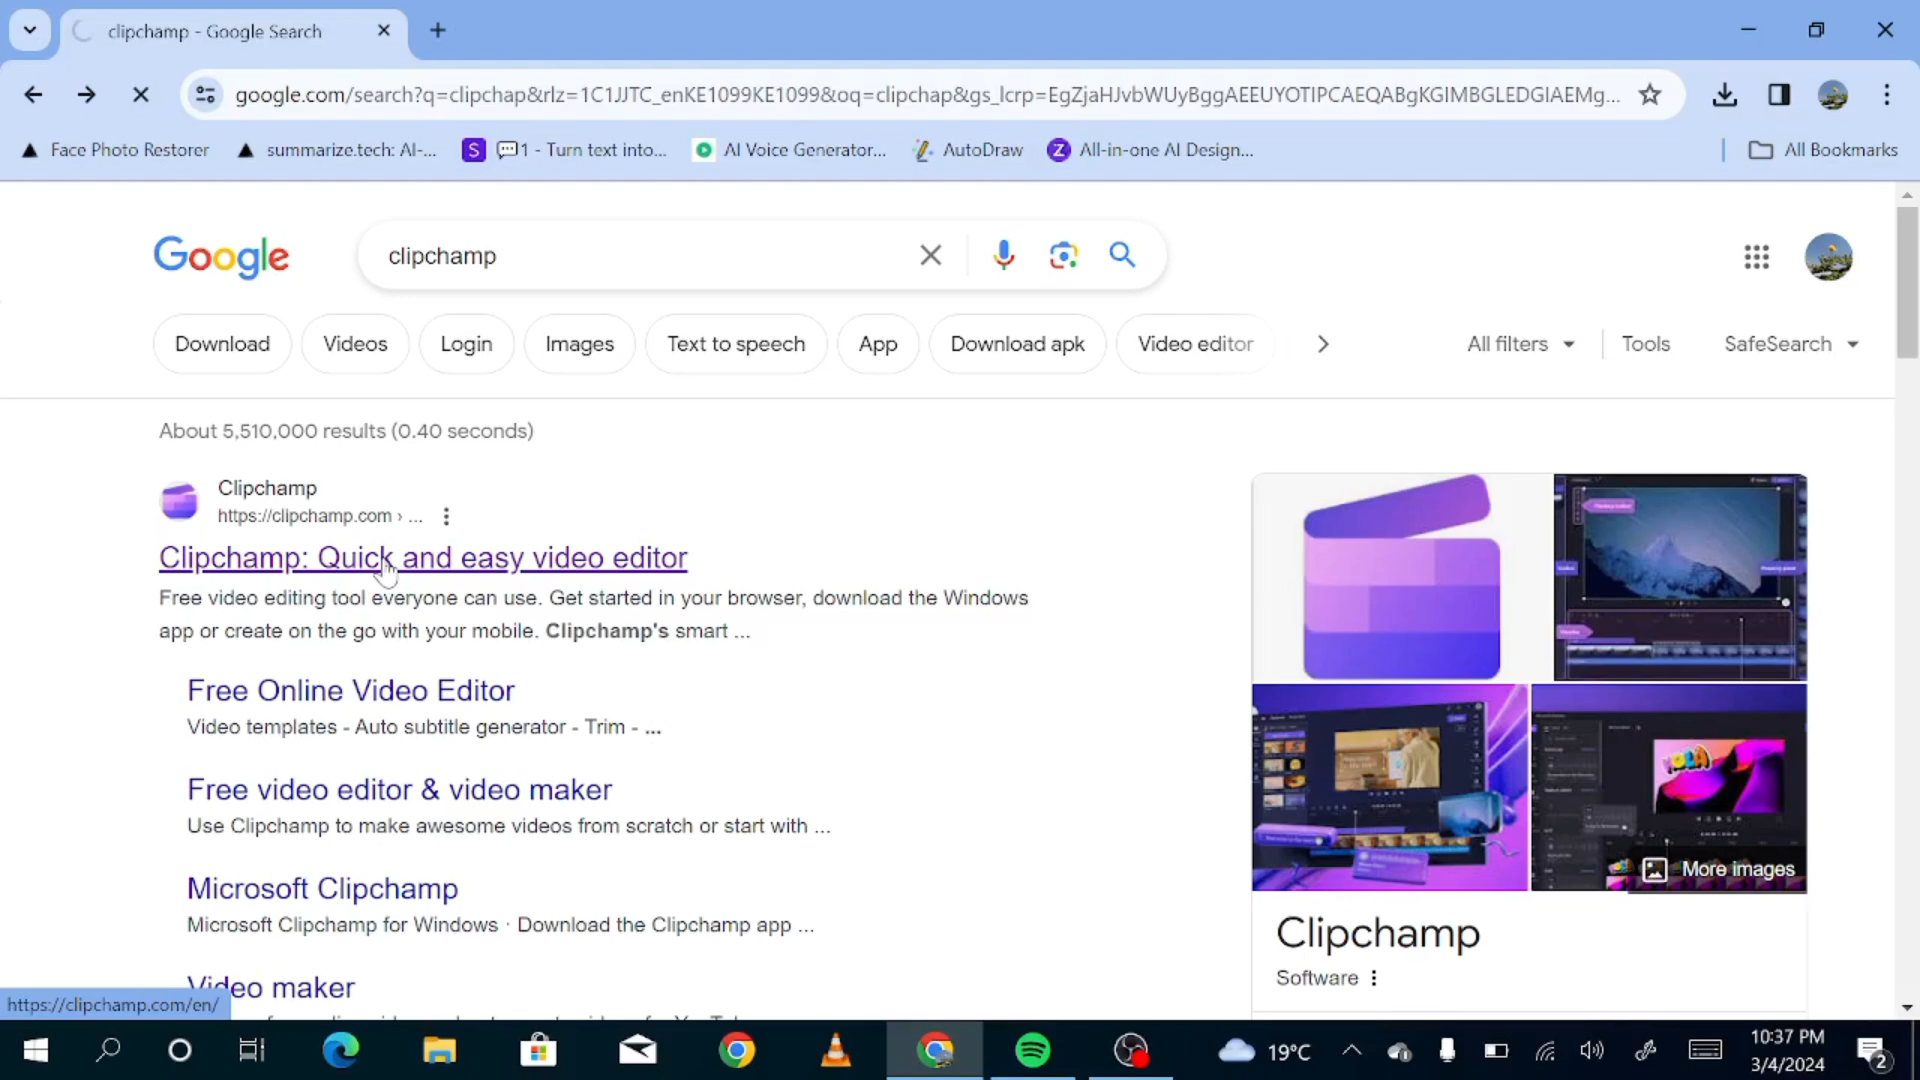 clipchamp - Google Search
google.com/search?q=clipchap&rlz=1C1JJTC_enKE1099KE1099&oq=clipchap&gs_lcrp=EgZjaHJvbWUyBggAEEUYOTIPCAEQABgKGIMBGLEDGIAEMg...
Face Photo Restorer
summarize.tech: AI-...
1 - Turn text into...
AI Voice Generator...
AutoDraw
All-in-one AI Design...
All Bookmarks
Google
clipchamp
Download
Videos
Login
Images
Text to speech
App
Download apk
Video editor
All filters
Tools
SafeSearch
About 5,510,000 results (0.40 seconds)
Clipchamp
https://clipchamp.com › ...
Clipchamp: Quick and easy video editor
Free video editing tool everyone can use. Get started in your browser, download the Windows
app or create on the go with your mobile. Clipchamp's smart ...
Free Online Video Editor
Video templates - Auto subtitle generator - Trim - ...
Free video editor & video maker
Use Clipchamp to make awesome videos from scratch or start with ...
Microsoft Clipchamp
Microsoft Clipchamp for Windows · Download the Clipchamp app ...
Video maker
More images
Clipchamp
Software
https://clipchamp.com/en/
19°C
10:37 PM
3/4/2024
2